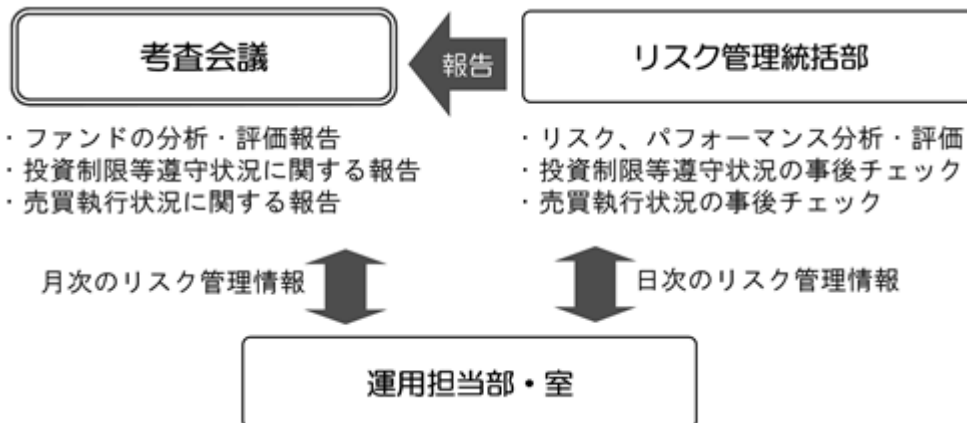 考査会議
報告
リスク管理統括部
・ファンドの分析・評価報告
・投資制限等遵守状況に関する報告
・売買執行状況に関する報告
・リスク、パフォーマンス分析・評価
・投資制限等遵守状況の事後チェック
・売買執行状況の事後チェック
月次のリスク管理情報
日次のリスク管理情報
運用担当部・室